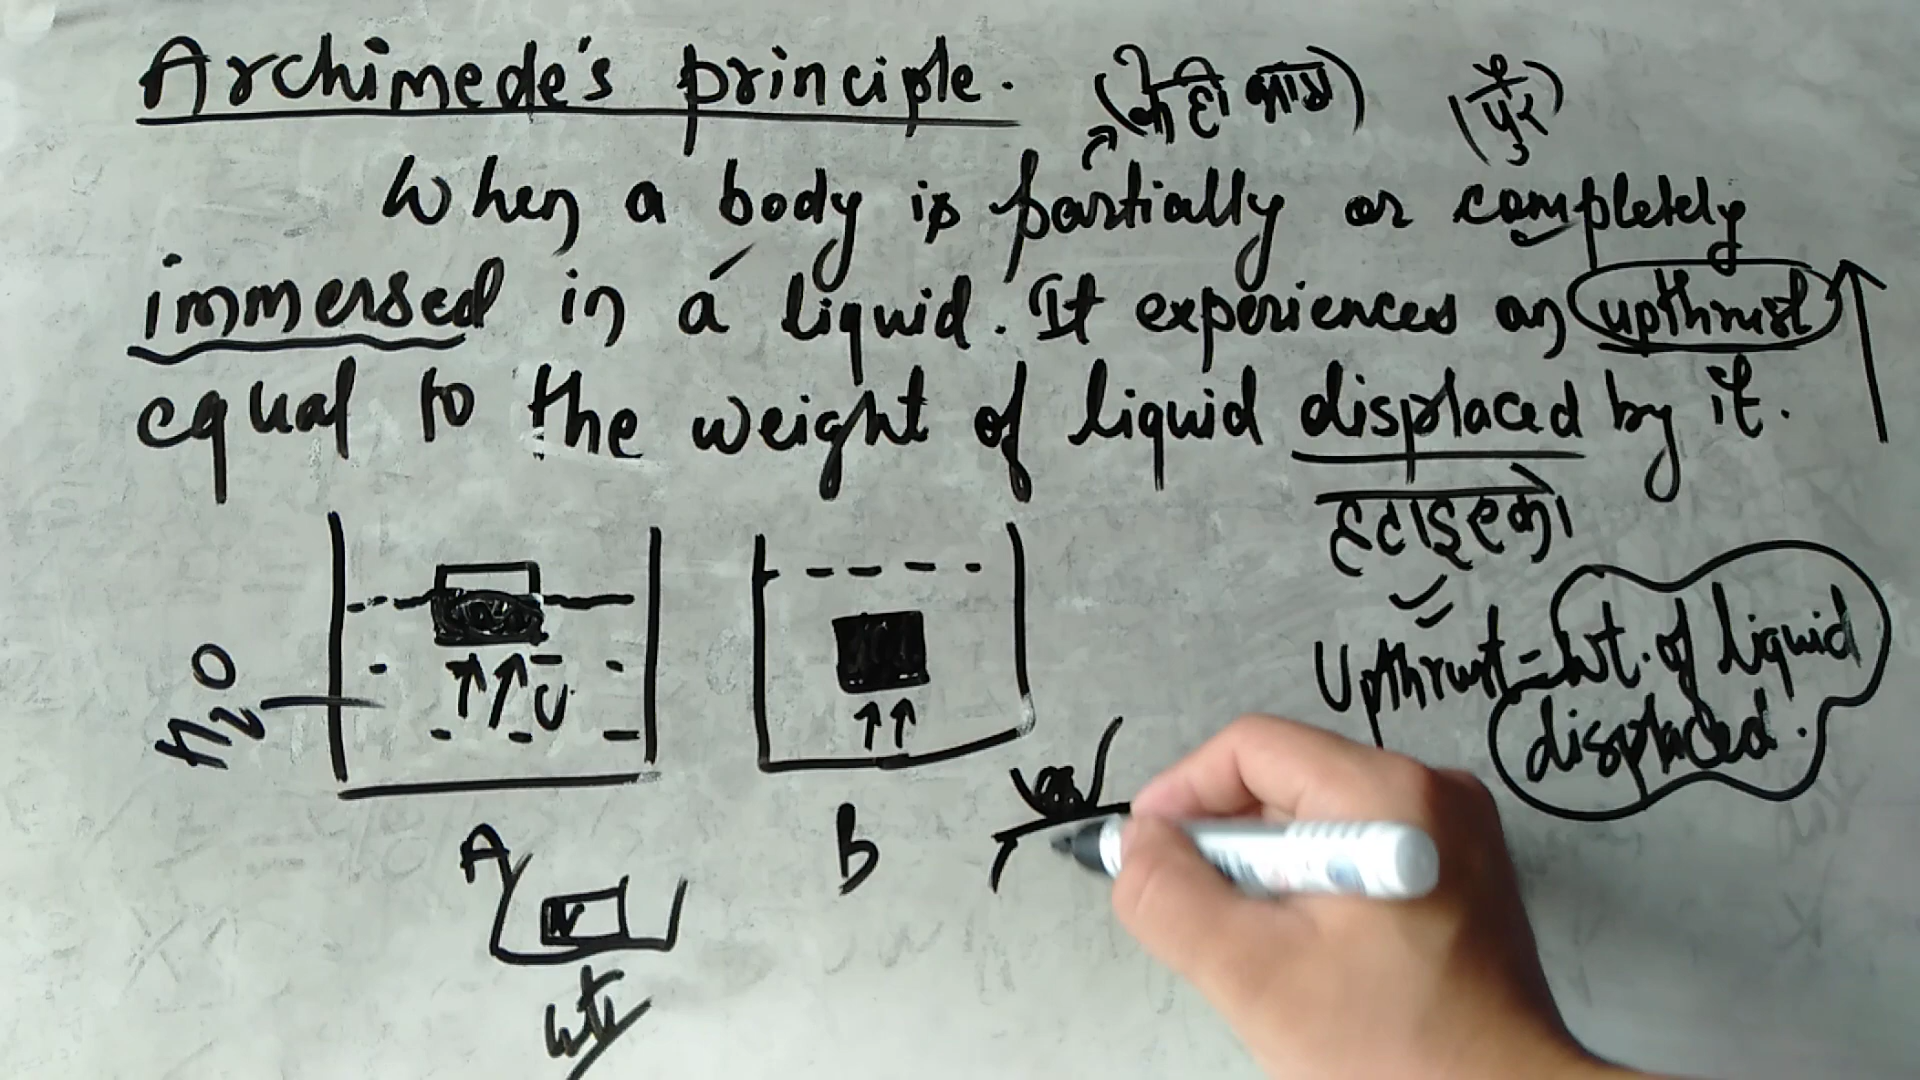 Archimede's principle.
(केही भाग) (पुरै)
When a body is partially or completely
immersed in a liquid. It experiences an upthrust
equal to the weight of liquid displaced by it.
हटाइएको
Upthrust = Wt. of liquid
displaced.
H2O
U
A
B
wt